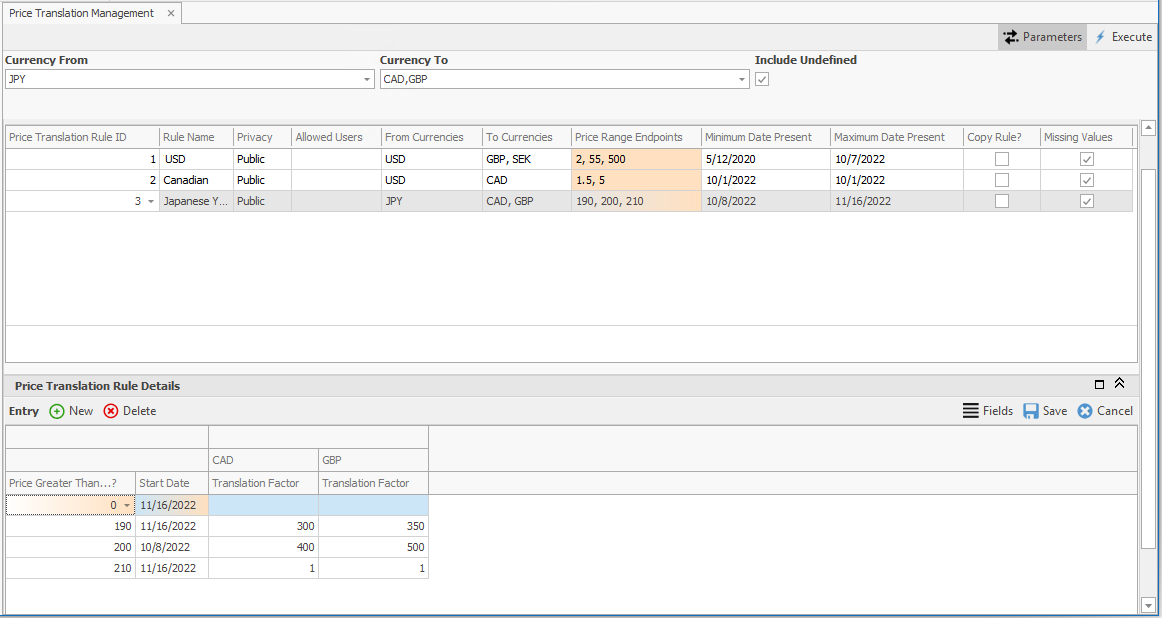 Price Translation Management
Parameters Execute
Currency From Currency To Include Undefined
JPY CAD,GBP
Price Translation Rule ID Rule Name Privacy Allowed Users From Currencies To Currencies Price Range Endpoints Minimum Date Present Maximum Date Present Copy Rule? Missing Values
1 USD Public USD GBP, SEK 2, 55, 500 5/12/2020 10/7/2022
2 Canadian Public USD CAD 1.5, 5 10/1/2022 10/1/2022
3 Japanese Y... Public JPY CAD, GBP 190, 200, 210 10/8/2022 11/16/2022
Price Translation Rule Details
Entry New Delete Fields Save Cancel
CAD GBP
Price Greater Than...? Start Date Translation Factor Translation Factor
0 11/16/2022
190 11/16/2022 300 350
200 10/8/2022 400 500
210 11/16/2022 1 1